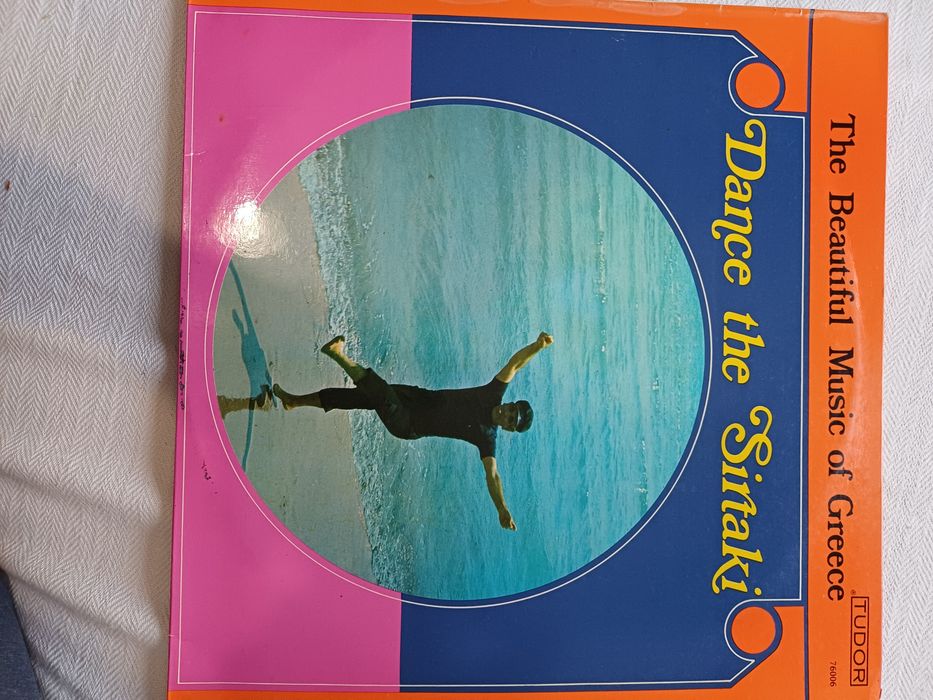 The Beautiful Music of Greece
®TUDOR
76006
Dance the Sirtaki